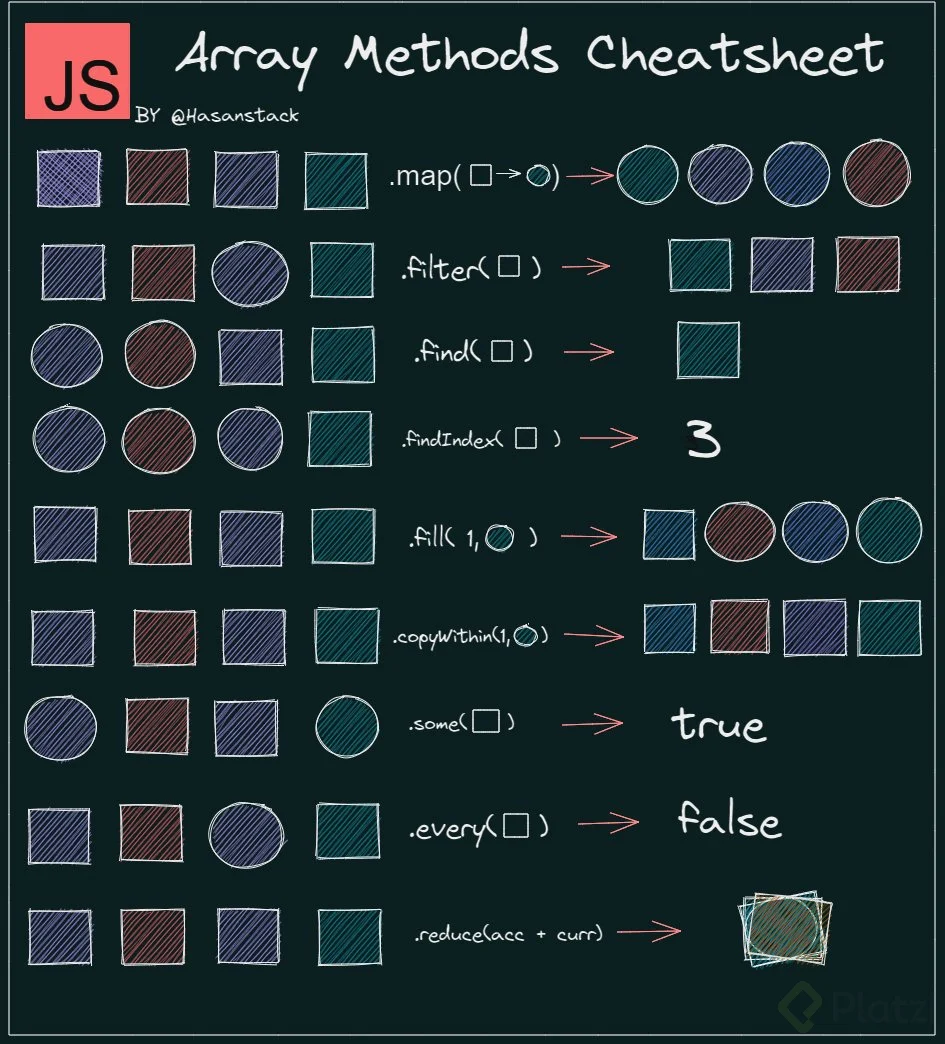 JS
Array Methods Cheatsheet
BY @Hasanstack
.map( → )
.filter( )
.find( )
.findIndex( )
3
.fill( 1, )
.copyWithin(1, )
.some( )
true
.every( )
false
.reduce(acc + curr)
Platzi